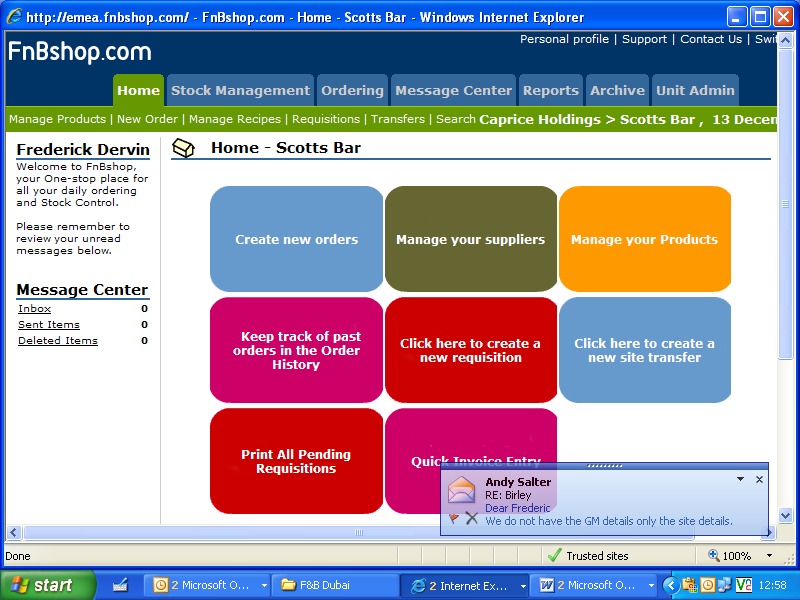 http://emea.fnbshop.com/ - FnBshop.com - Home - Scotts Bar - Windows Internet Explorer
FnBshop.com
Personal profile | Support | Contact Us | Swi
Home Stock Management Ordering Message Center Reports Archive Unit Admin
Manage Products | New Order | Manage Recipes | Requisitions | Transfers | Search Caprice Holdings > Scotts Bar , 13 Decem
Frederick Dervin
Welcome to FnBshop,
your One-stop place for
all your daily ordering
and Stock Control.
Please remember to
review your unread
messages below.
Message Center
Inbox 0
Sent Items 0
Deleted Items 0
Home - Scotts Bar
Create new orders
Manage your suppliers
Manage your Products
Keep track of past
orders in the Order
History
Click here to create a
new requisition
Click here to create a
new site transfer
Print All Pending
Requisitions
Quick Invoice Entry
Andy Salter
RE: Birley
Dear Frederic
We do not have the GM details only the site details.
Done
Trusted sites
100%
start
2 Microsoft O...
F&B Dubai
2 Internet Ex...
2 Microsoft O...
12:58